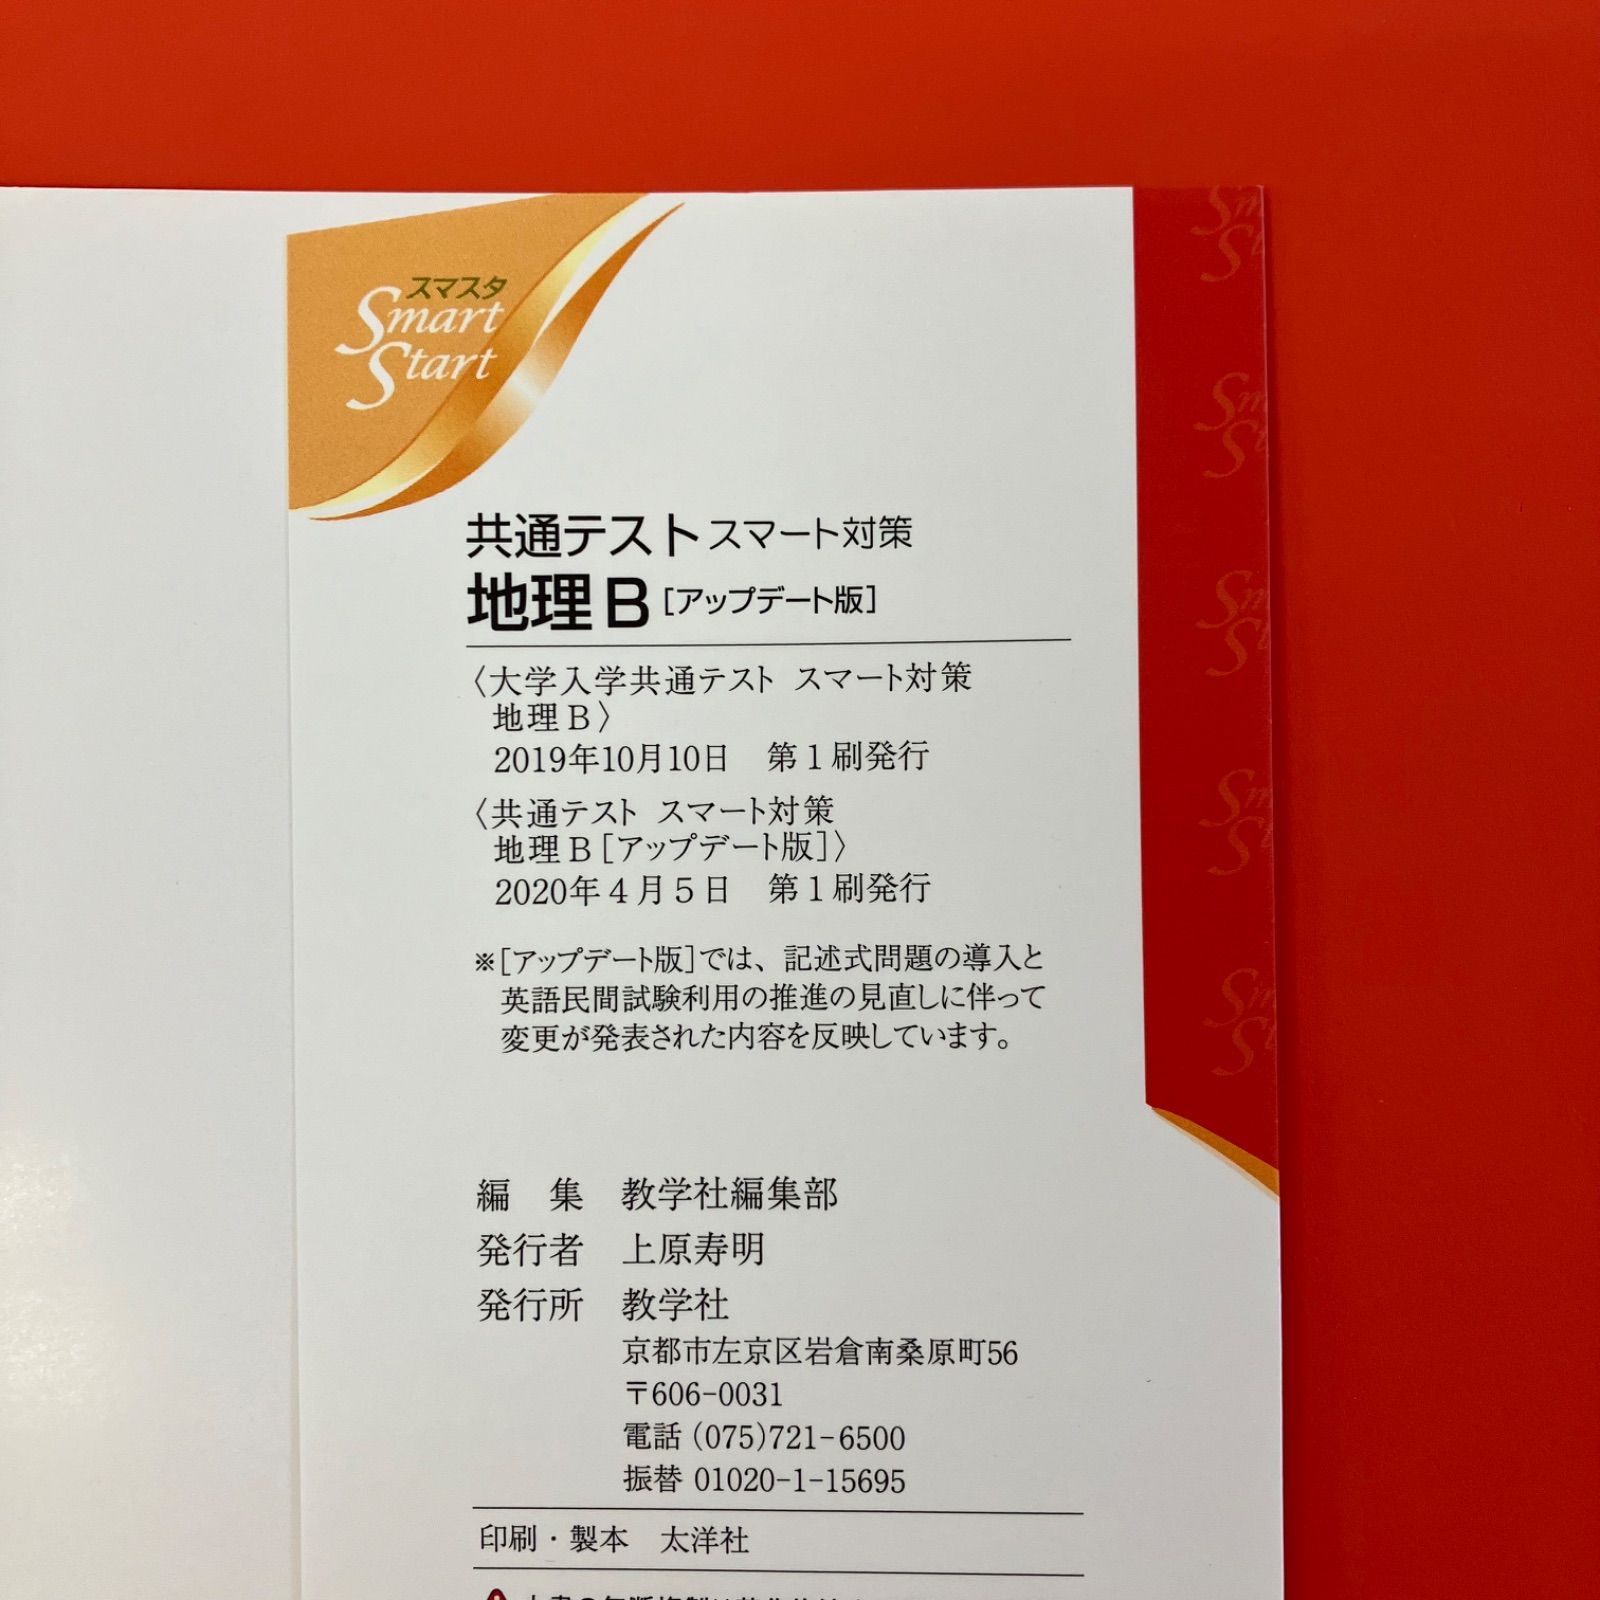 スマスタ
Smart
Start
共通テスト スマート対策
地理B［アップデート版］
〈大学入学共通テスト スマート対策
地理B〉
2019年10月10日　第1刷発行
〈共通テスト スマート対策
地理B［アップデート版］〉
2020年4月5日　第1刷発行
※［アップデート版］では、記述式問題の導入と
英語民間試験利用の推進の見直しに伴って
変更が発表された内容を反映しています。
編　集　教学社編集部
発行者　上原寿明
発行所　教学社
京都市左京区岩倉南桑原町56
〒606-0031
電話 (075)721-6500
振替 01020-1-15695
印刷・製本　太洋社